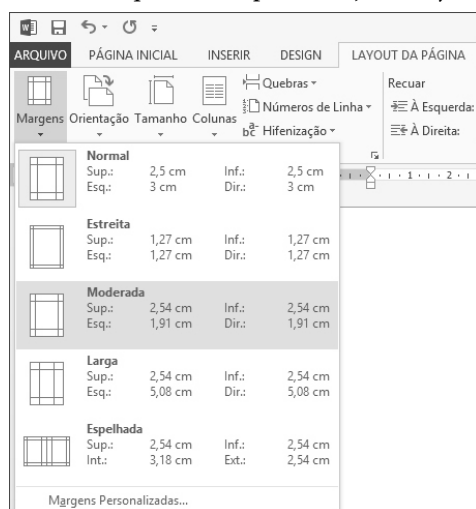 ARQUIVO PÁGINA INICIAL INSERIR DESIGN LAYOUT DA PÁGINA
Margens Orientação Tamanho Colunas
Quebras
Números de Linha
Hifenização
Recuar
À Esquerda:
À Direita:
1 2
Normal
Sup.: 2,5 cm Inf.: 2,5 cm
Esq.: 3 cm Dir.: 3 cm
Estreita
Sup.: 1,27 cm Inf.: 1,27 cm
Esq.: 1,27 cm Dir.: 1,27 cm
Moderada
Sup.: 2,54 cm Inf.: 2,54 cm
Esq.: 1,91 cm Dir.: 1,91 cm
Larga
Sup.: 2,54 cm Inf.: 2,54 cm
Esq.: 5,08 cm Dir.: 5,08 cm
Espelhada
Sup.: 2,54 cm Inf.: 2,54 cm
Int.: 3,18 cm Ext.: 2,54 cm
Margens Personalizadas...